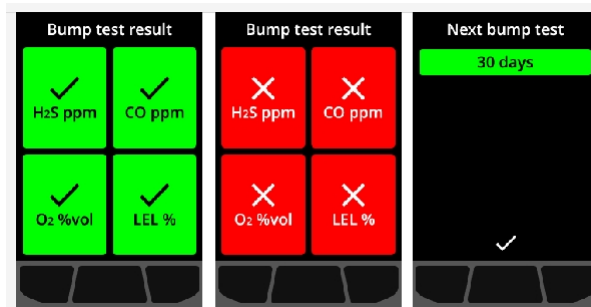 Bump test result
H2S ppm
CO ppm
O2 %vol
LEL %
Bump test result
H2S ppm
CO ppm
O2 %vol
LEL %
Next bump test
30 days